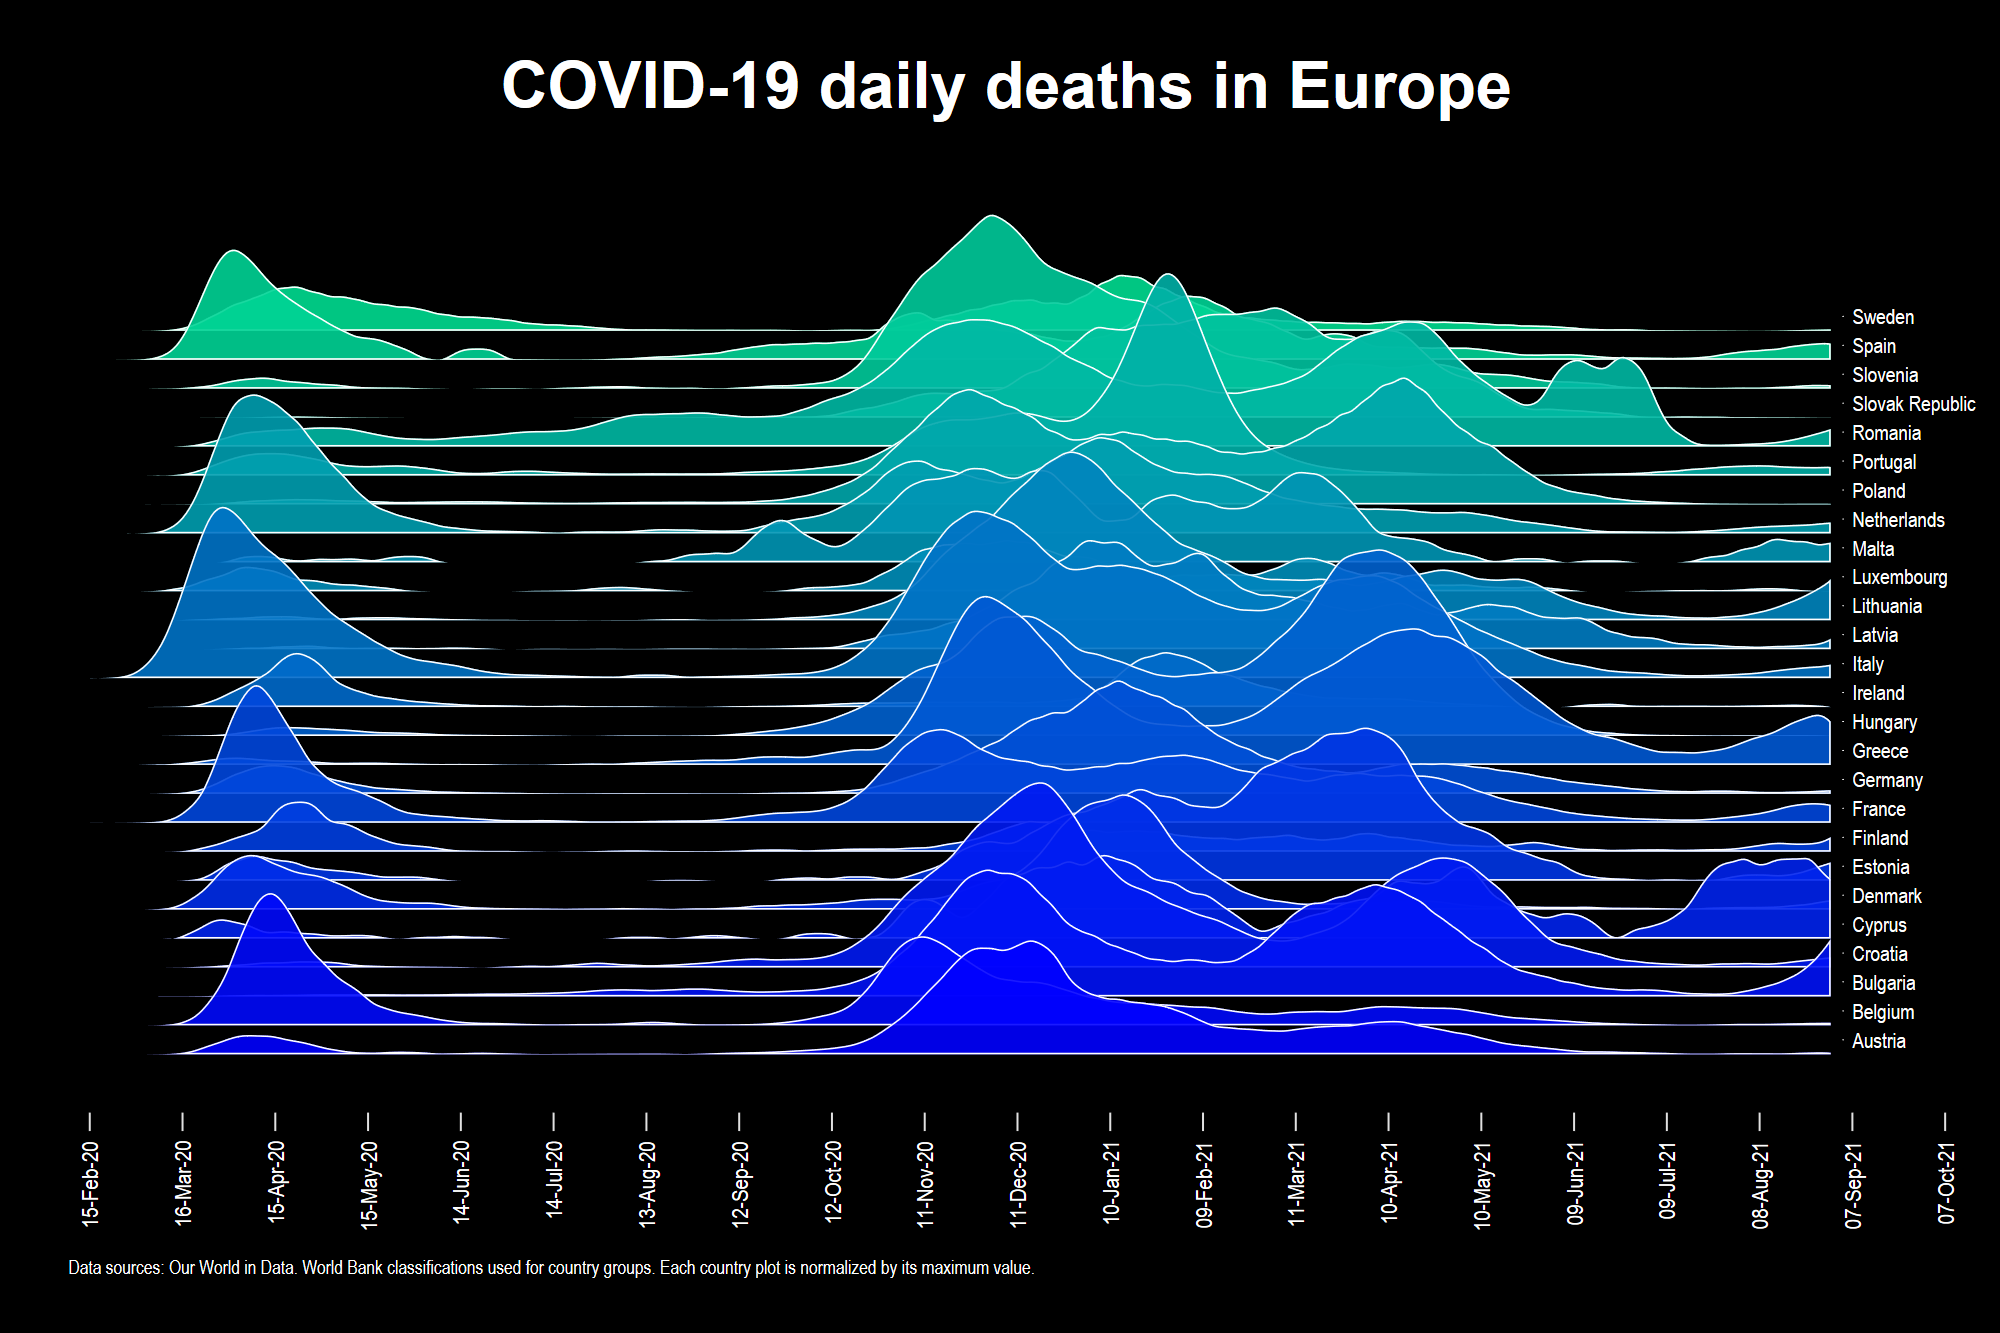 COVID-19 daily deaths in Europe
Sweden
Spain
Slovenia
Slovak Republic
Romania
Portugal
Poland
Netherlands
Malta
Luxembourg
Lithuania
Latvia
Italy
Ireland
Hungary
Greece
Germany
France
Finland
Estonia
Denmark
Cyprus
Croatia
Bulgaria
Belgium
Austria
15-Feb-20
16-Mar-20
15-Apr-20
15-May-20
14-Jun-20
14-Jul-20
13-Aug-20
12-Sep-20
12-Oct-20
11-Nov-20
11-Dec-20
10-Jan-21
09-Feb-21
11-Mar-21
10-Apr-21
10-May-21
09-Jun-21
09-Jul-21
08-Aug-21
07-Sep-21
07-Oct-21
Data sources: Our World in Data. World Bank classifications used for country groups. Each country plot is normalized by its maximum value.